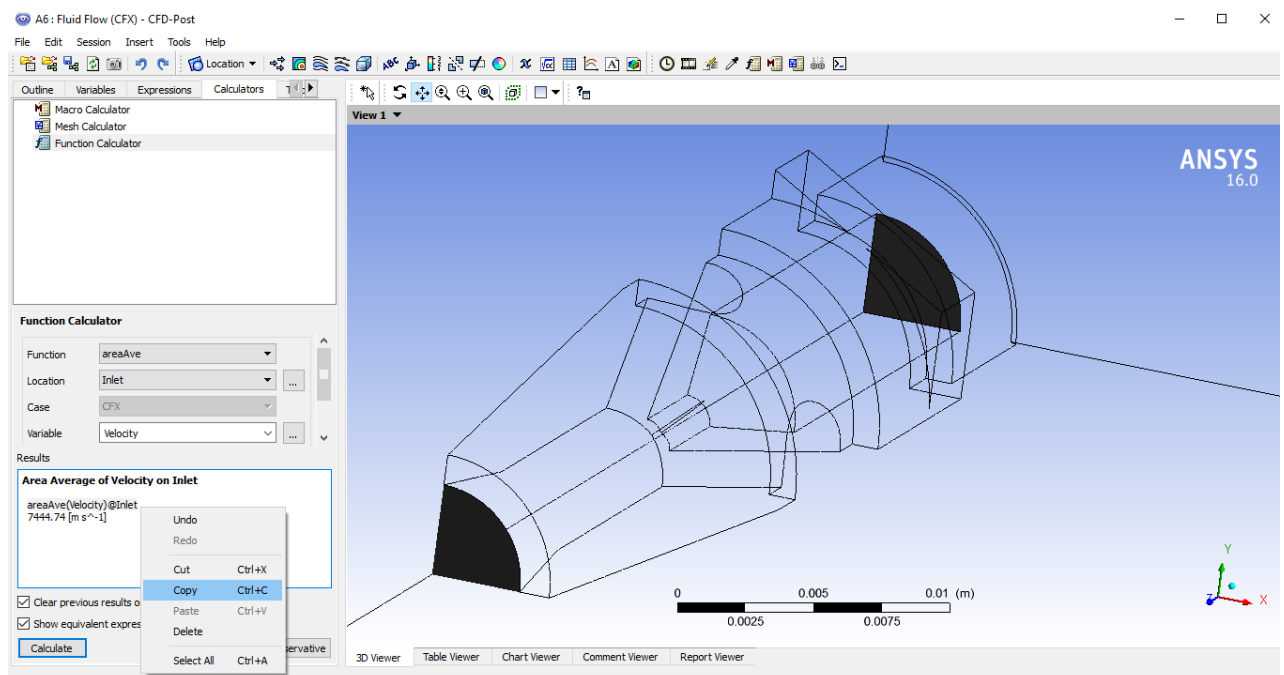 A6 : Fluid Flow (CFX) - CFD-Post
File Edit Session Insert Tools Help
Location
Outline Variables Expressions Calculators
Macro Calculator
Mesh Calculator
Function Calculator
Function Calculator
Function areaAve
Location Inlet ...
Case CFX
Variable Velocity ...
Results
Area Average of Velocity on Inlet
areaAve(Velocity)@Inlet
7444.74 [m s^-1]
Undo
Redo
Cut Ctrl+X
Copy Ctrl+C
Paste Ctrl+V
Delete
Select All Ctrl+A
Clear previous results o
Show equivalent expres
Calculate
servative
View 1
ANSYS
16.0
0 0.005 0.01 (m)
0.0025 0.0075
Y
Z X
3D Viewer Table Viewer Chart Viewer Comment Viewer Report Viewer